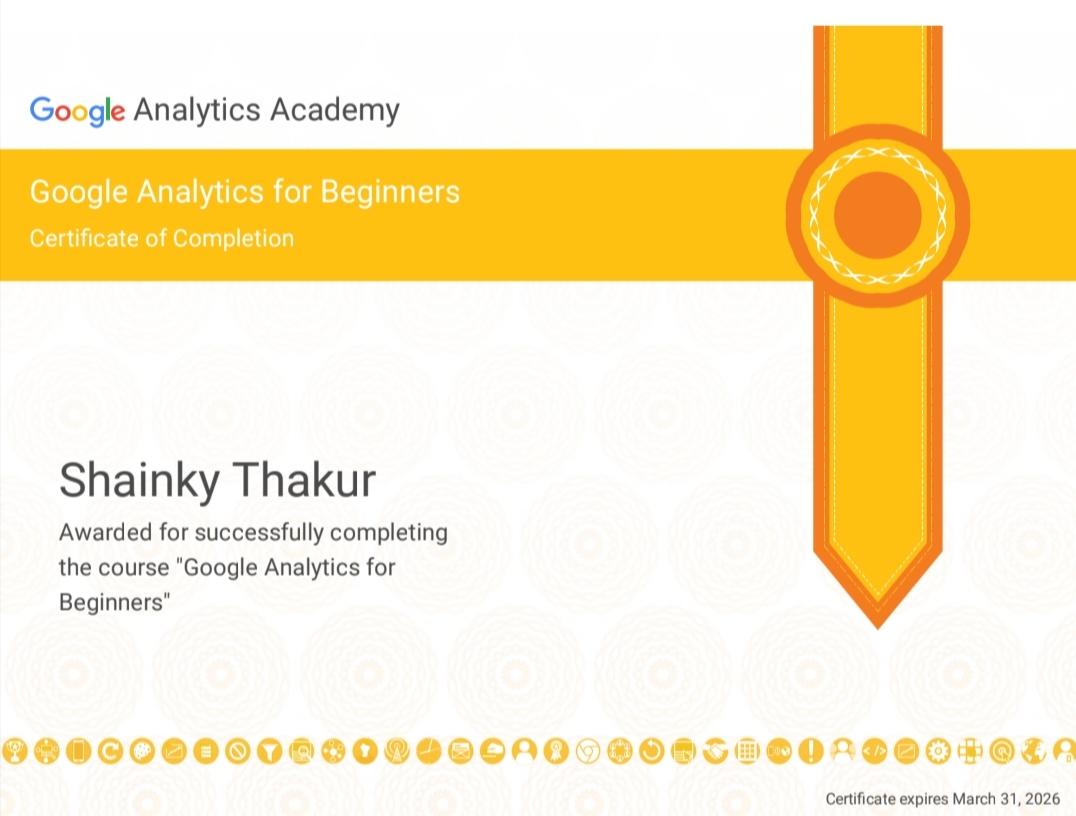 Google Analytics Academy
Google Analytics for Beginners
Certificate of Completion
Shainky Thakur
Awarded for successfully completing
the course "Google Analytics for
Beginners"
Certificate expires March 31, 2026